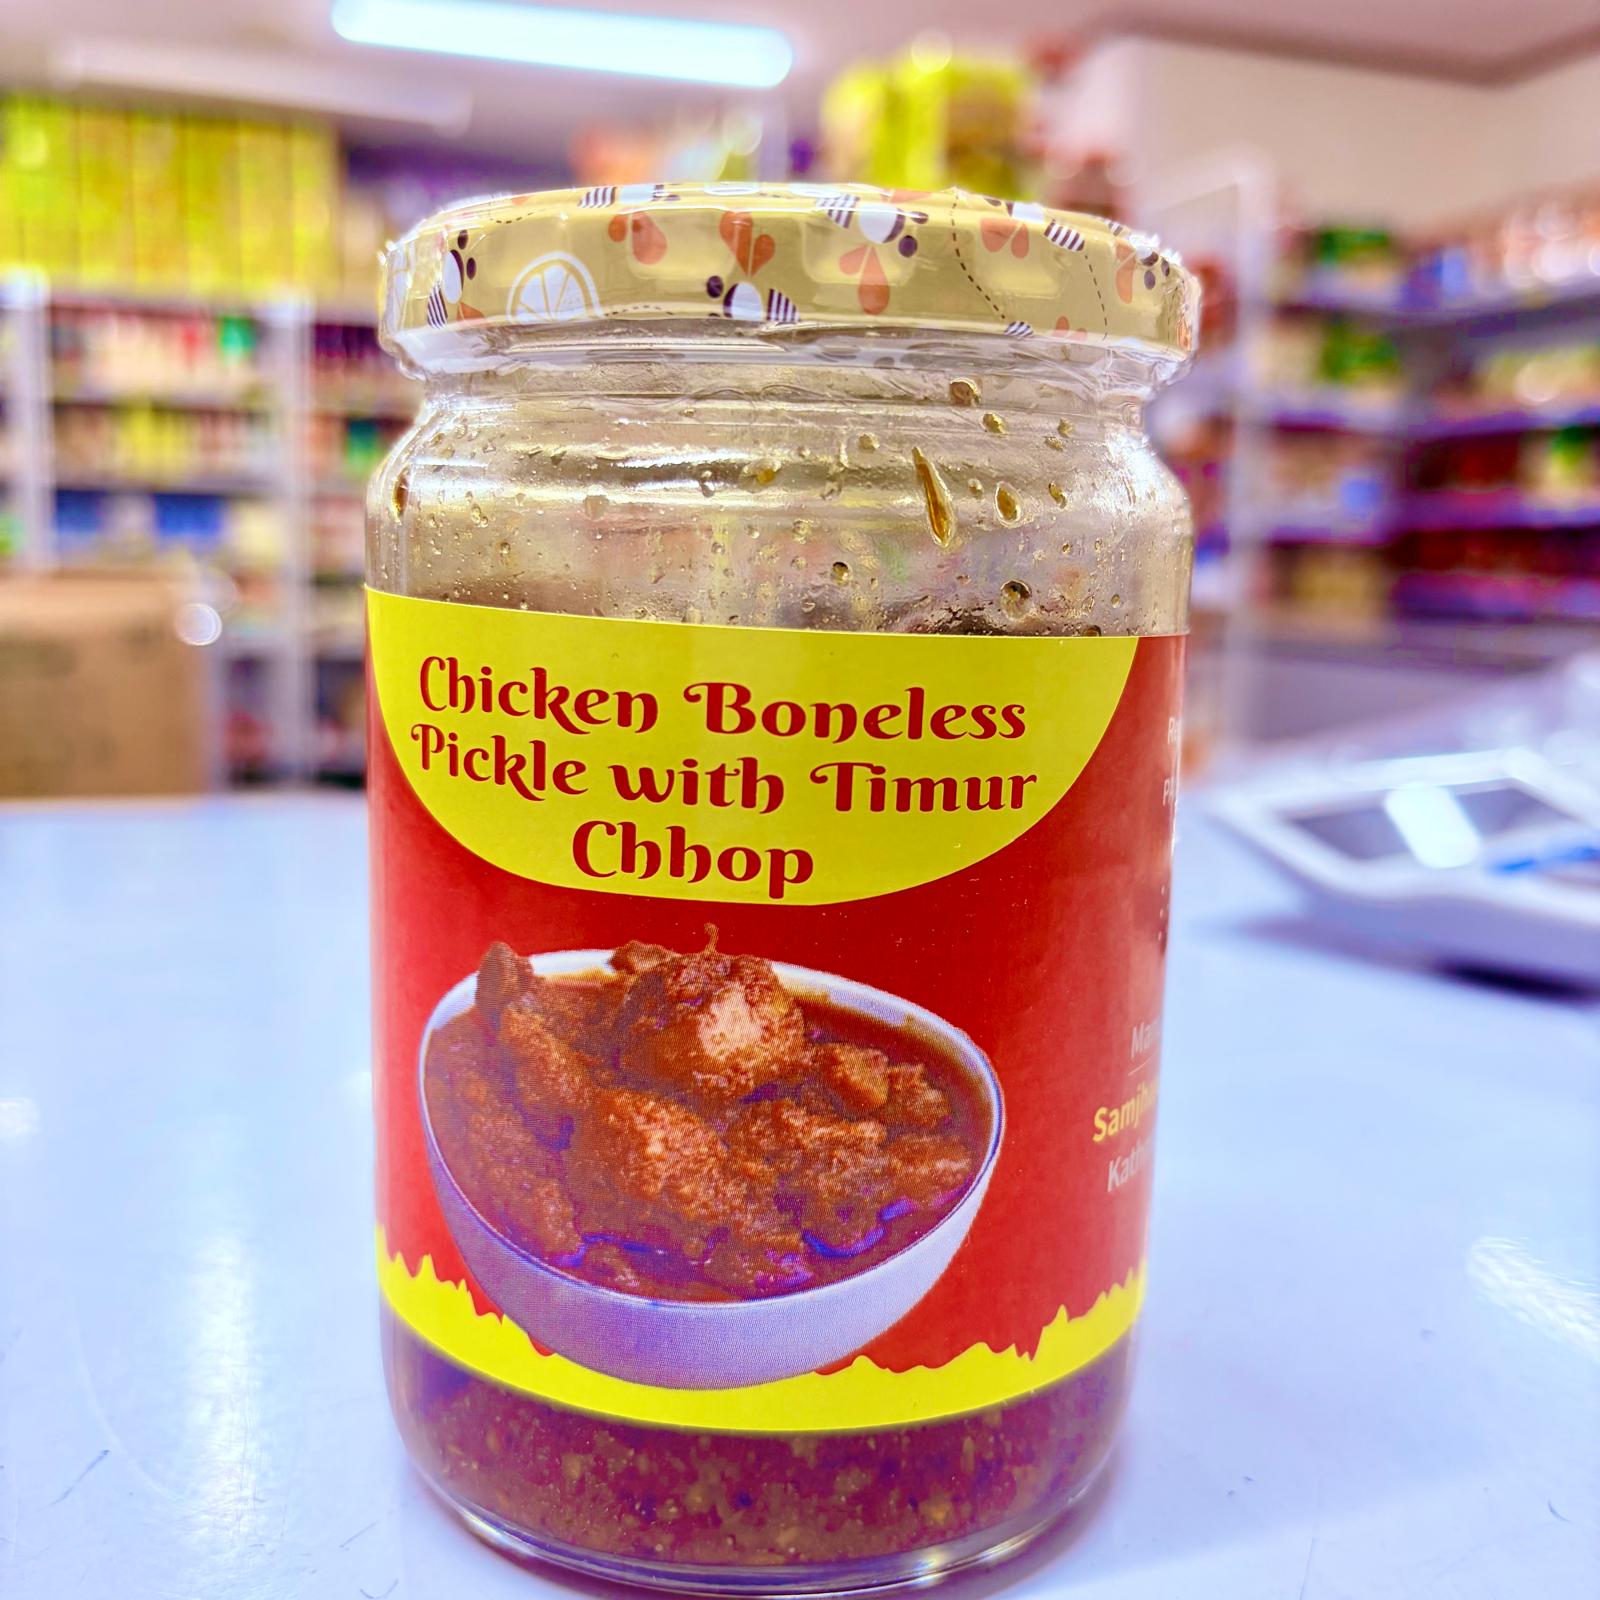 Chicken Boneless
Pickle with Timur
Chhop